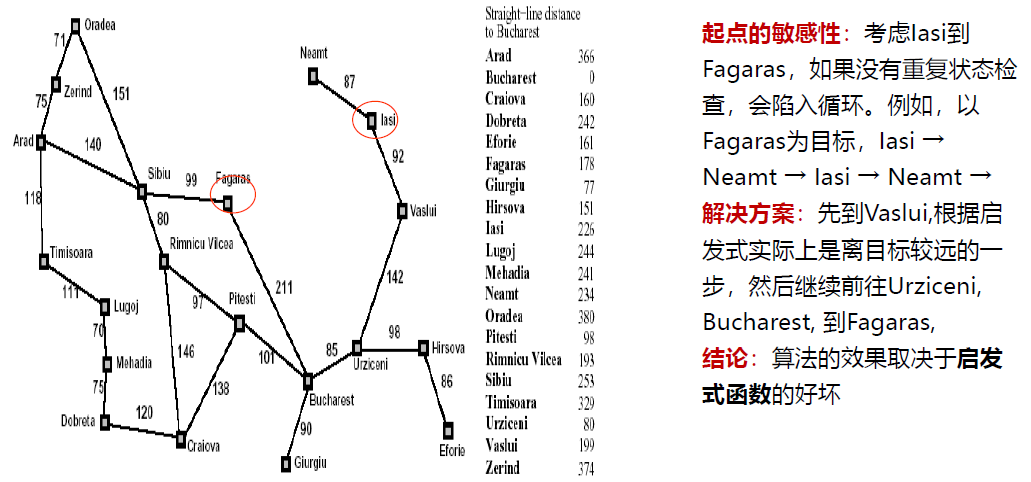 Oradea
71
Neamt
87
Zerind
151
75
Iasi
Arad
140
92
Sibiu
99
Fagaras
118
Vaslui
80
Rimnicu Vilcea
Timisoara
142
111
Pitesti
211
Lugoj
97
70
98
85
Hirsova
146
101
Urziceni
Mehadia
86
75
138
Bucharest
120
Dobreta
90
Craiova
Eforie
Giurgiu
Straight-line distance
to Bucharest
Arad 366
Bucharest 0
Craiova 160
Dobreta 242
Eforie 161
Fagaras 178
Giurgiu 77
Hirsova 151
Iasi 226
Lugoj 244
Mehadia 241
Neamt 234
Oradea 380
Pitesti 98
Rimnicu Vilcea 193
Sibiu 253
Timisoara 329
Urziceni 80
Vaslui 199
Zerind 374
起点的敏感性：考虑Iasi到
Fagaras，如果没有重复状态检
查，会陷入循环。例如，以
Fagaras为目标，Iasi →
Neamt → Iasi → Neamt →
解决方案：先到Vaslui,根据启
发式实际上是离目标较远的一
步，然后继续前往Urziceni,
Bucharest, 到Fagaras,
结论：算法的效果取决于启发
式函数的好坏